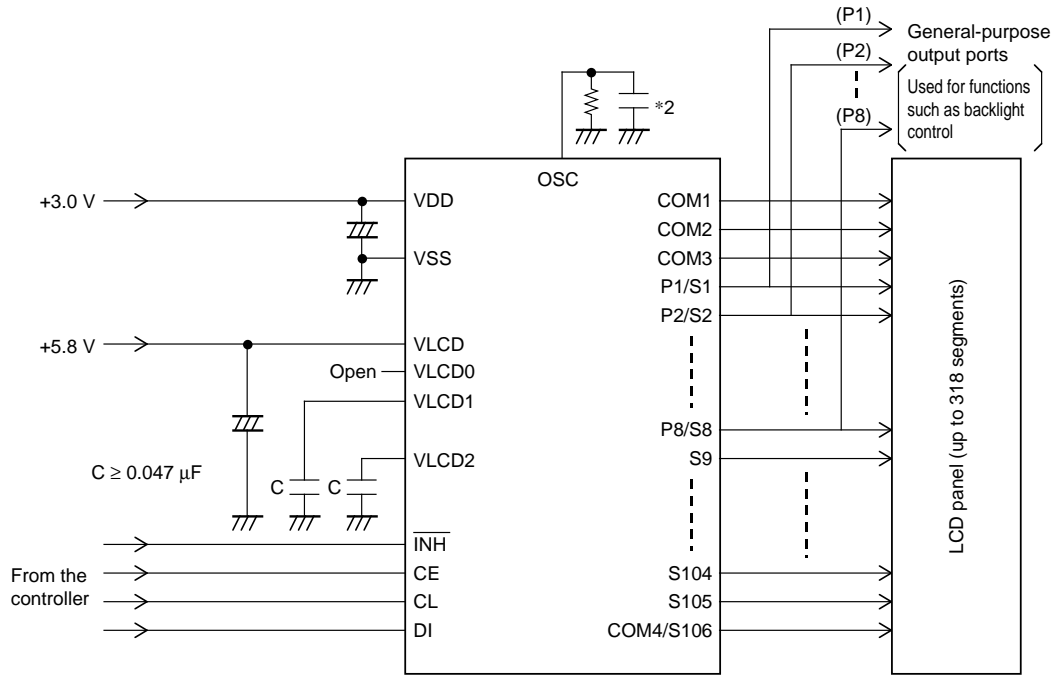 (P1)
General-purpose
output ports
(P2)
Used for functions
such as backlight
control
(P8)
*2
OSC
+3.0 V
VDD
COM1
COM2
VSS
COM3
P1/S1
P2/S2
+5.8 V
VLCD
Open
VLCD0
VLCD1
P8/S8
VLCD2
S9
C ≥ 0.047 μF
C
C
LCD panel (up to 318 segments)
INH
From the
controller
CE
S104
CL
S105
DI
COM4/S106